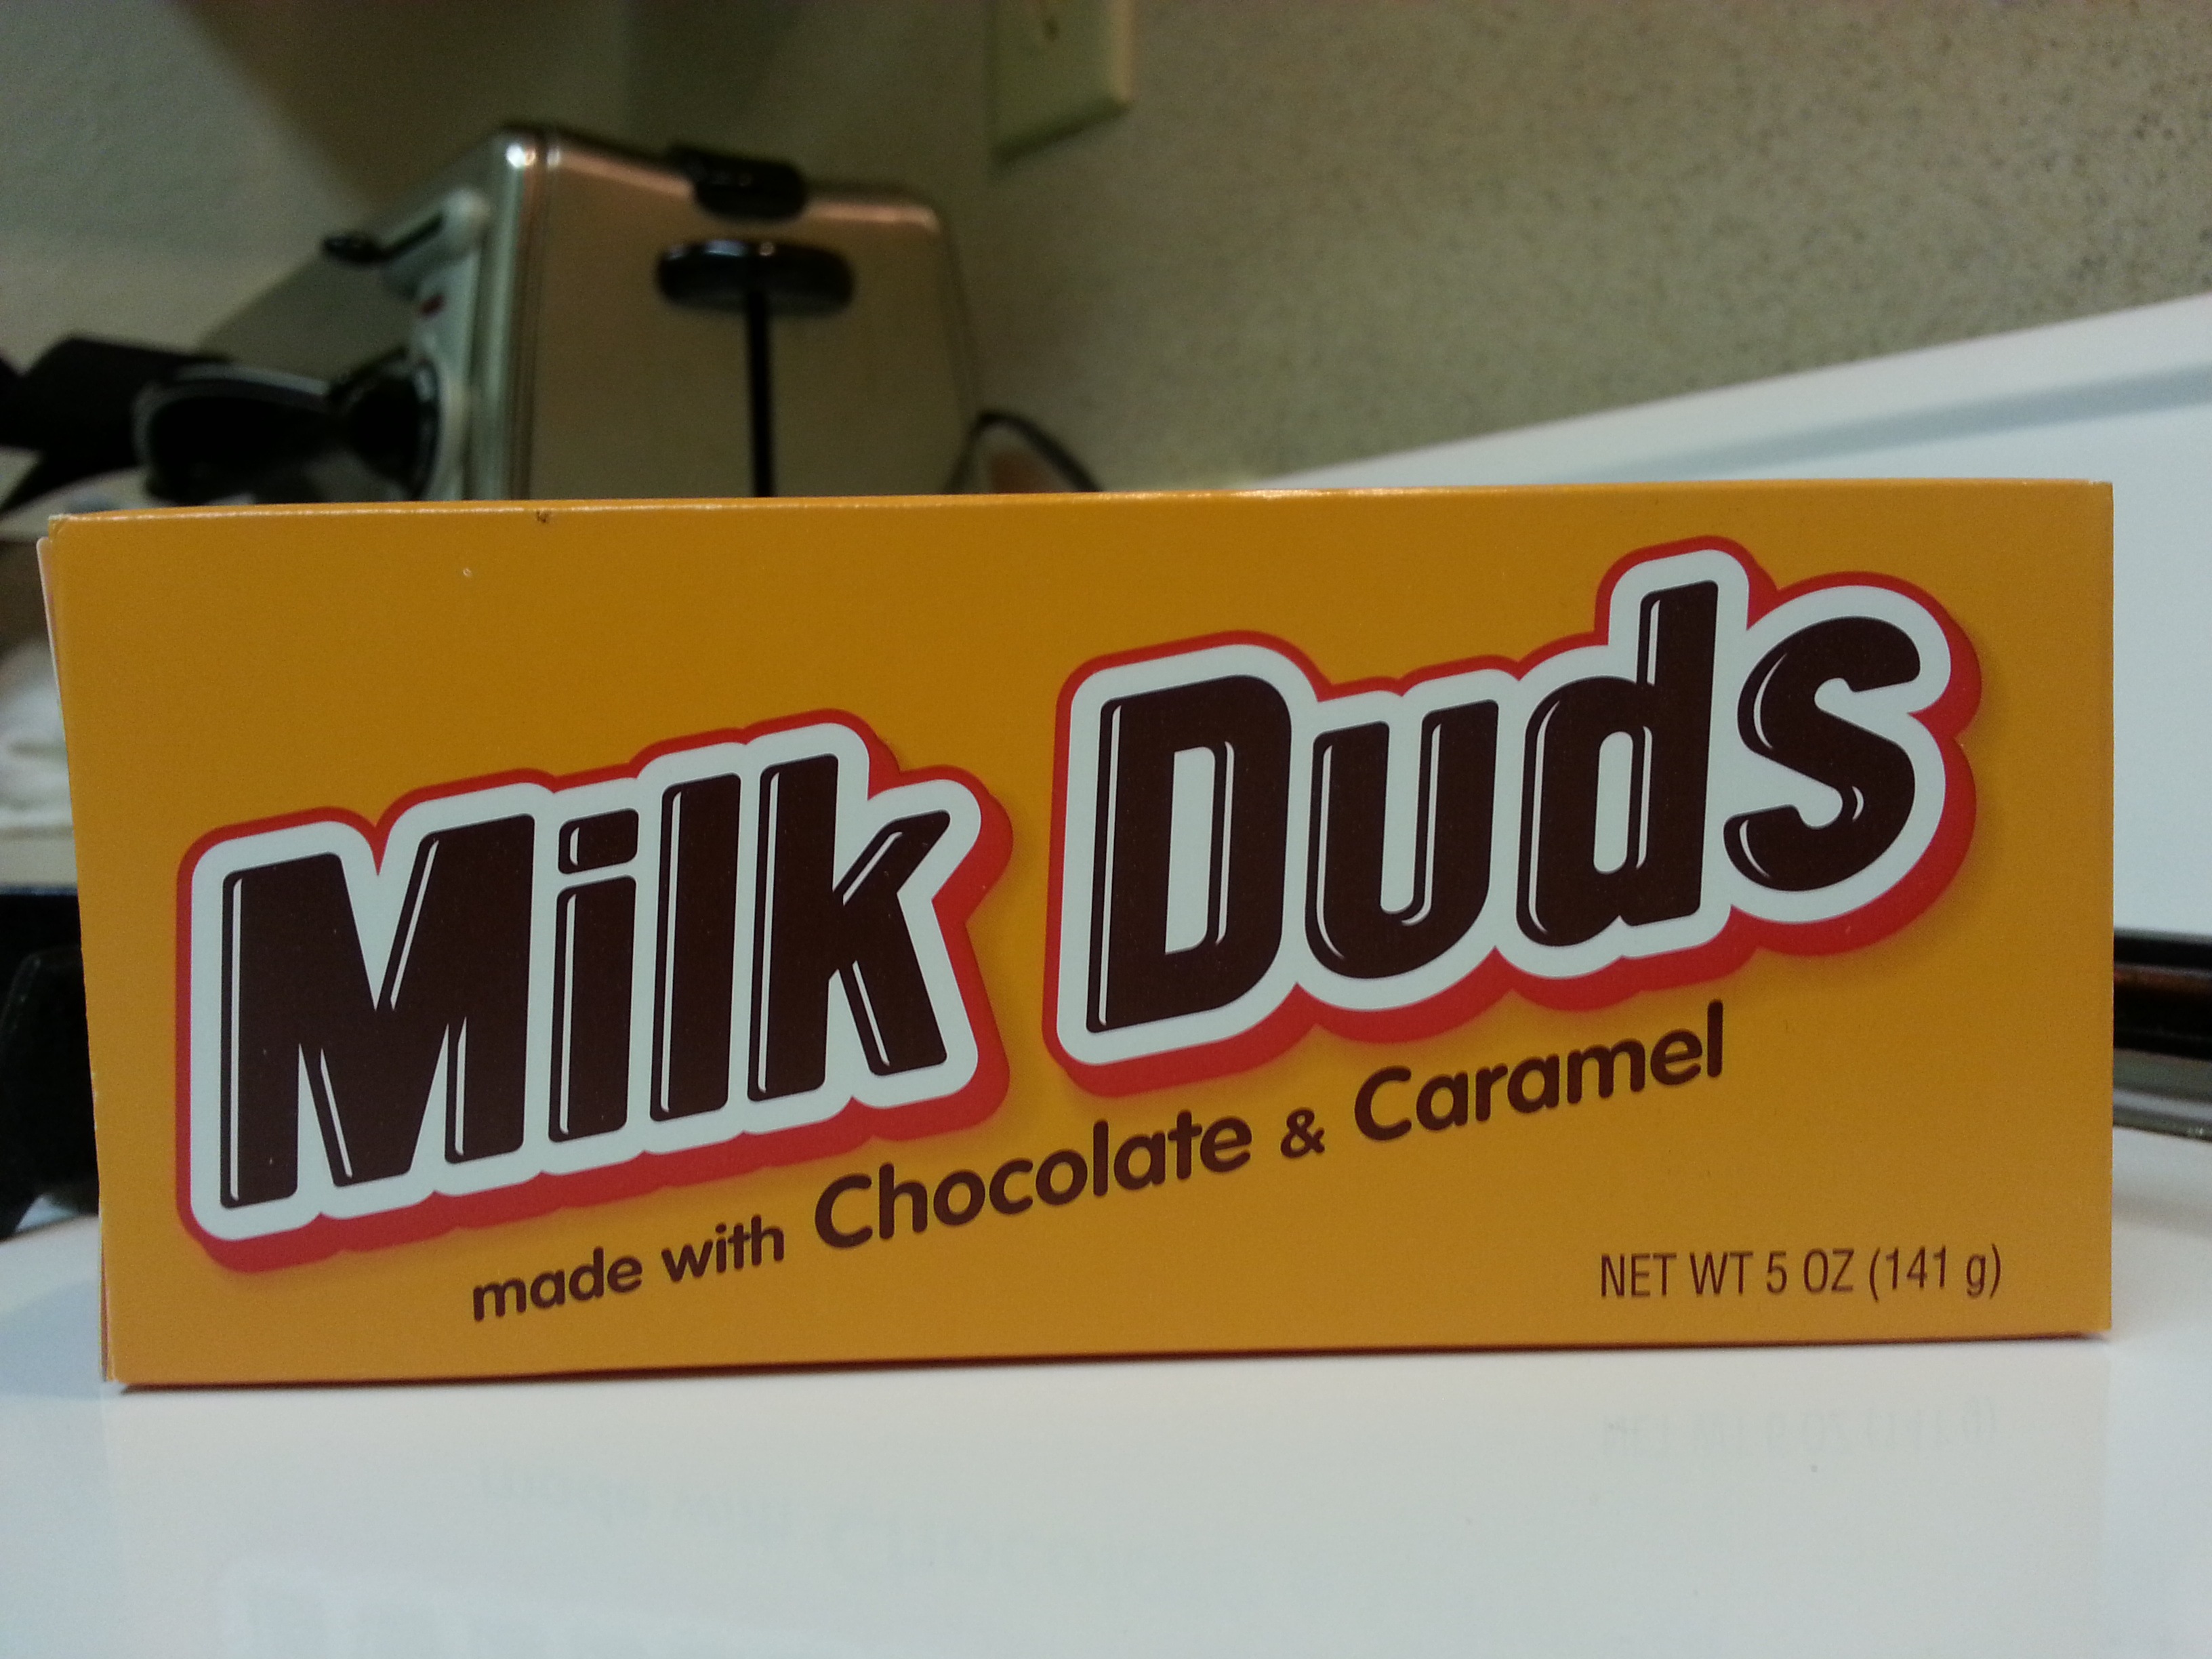 Milk Duds
made with Chocolate & Caramel
NET WT 5 OZ (141 g)